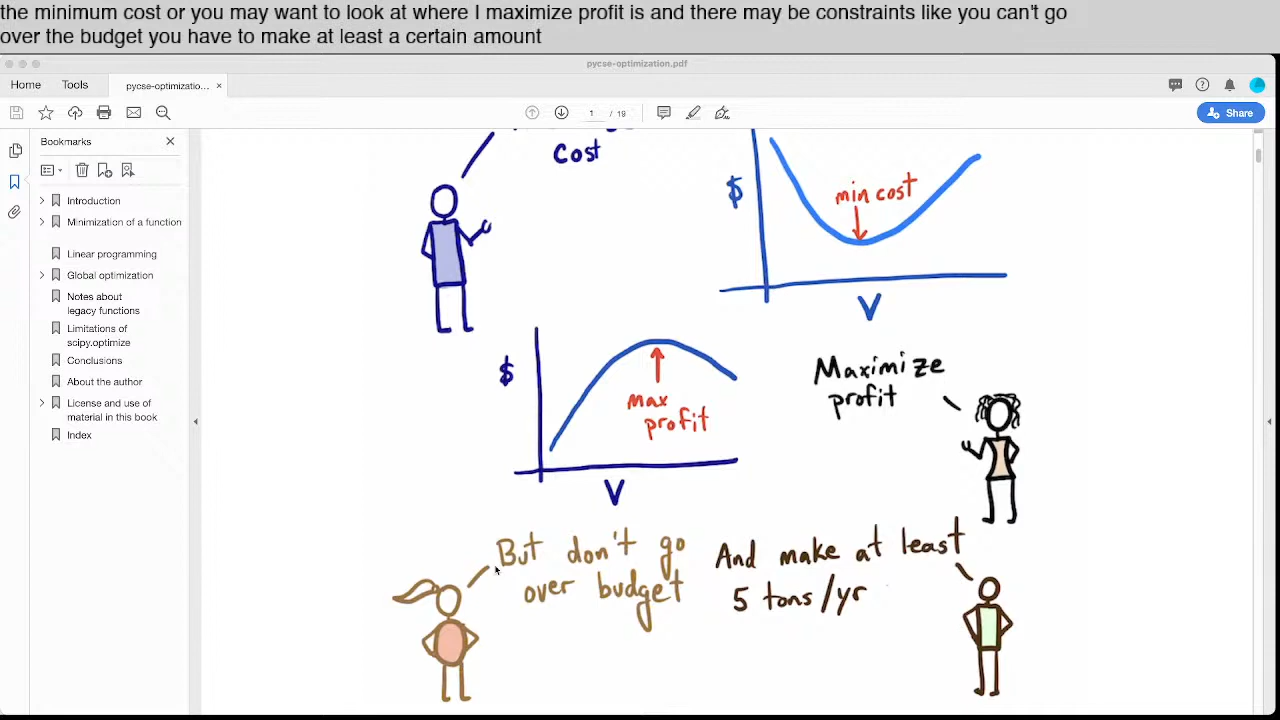 the minimum cost or you may want to look at where I maximize profit is and there may be constraints like you can't go
over the budget you have to make at least a certain amount
pycse-optimization.pdf
Home
Tools
pycse-optimizatio...
1 / 19
Share
Bookmarks
Introduction
Minimization of a function
Linear programming
Global optimization
Notes about
legacy functions
Limitations of
scipy.optimize
Conclusions
About the author
License and use of
material in this book
Index
Cost
$
min cost
V
$
Max
profit
V
Maximize
profit
But don't go
over budget
And make at least
5 tons/yr